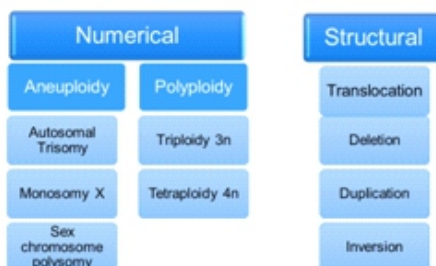 Numerical
Structural
Aneuploidy
Polyploidy
Translocation
Autosomal
Trisomy
Triploidy 3n
Deletion
Monosomy X
Tetraploidy 4n
Duplication
Sex
chromosome
polysomy
Inversion